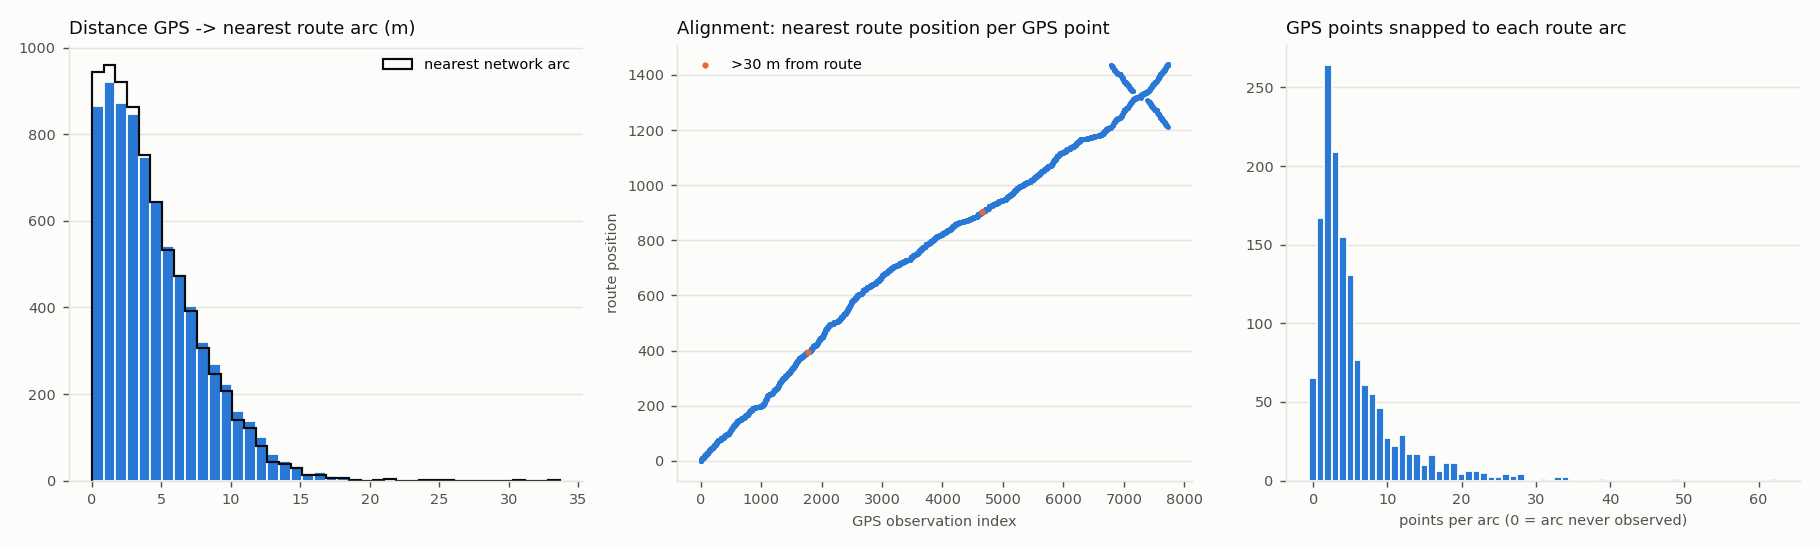 Distance GPS -> nearest route arc (m)
nearest network arc
1000
800
600
400
200
0
0 5 10 15 20 25 30 35
Alignment: nearest route position per GPS point
>30 m from route
route position
1400
1200
1000
800
600
400
200
0
0 1000 2000 3000 4000 5000 6000 7000 8000
GPS observation index
GPS points snapped to each route arc
250
200
150
100
50
0
0 10 20 30 40 50 60
points per arc (0 = arc never observed)